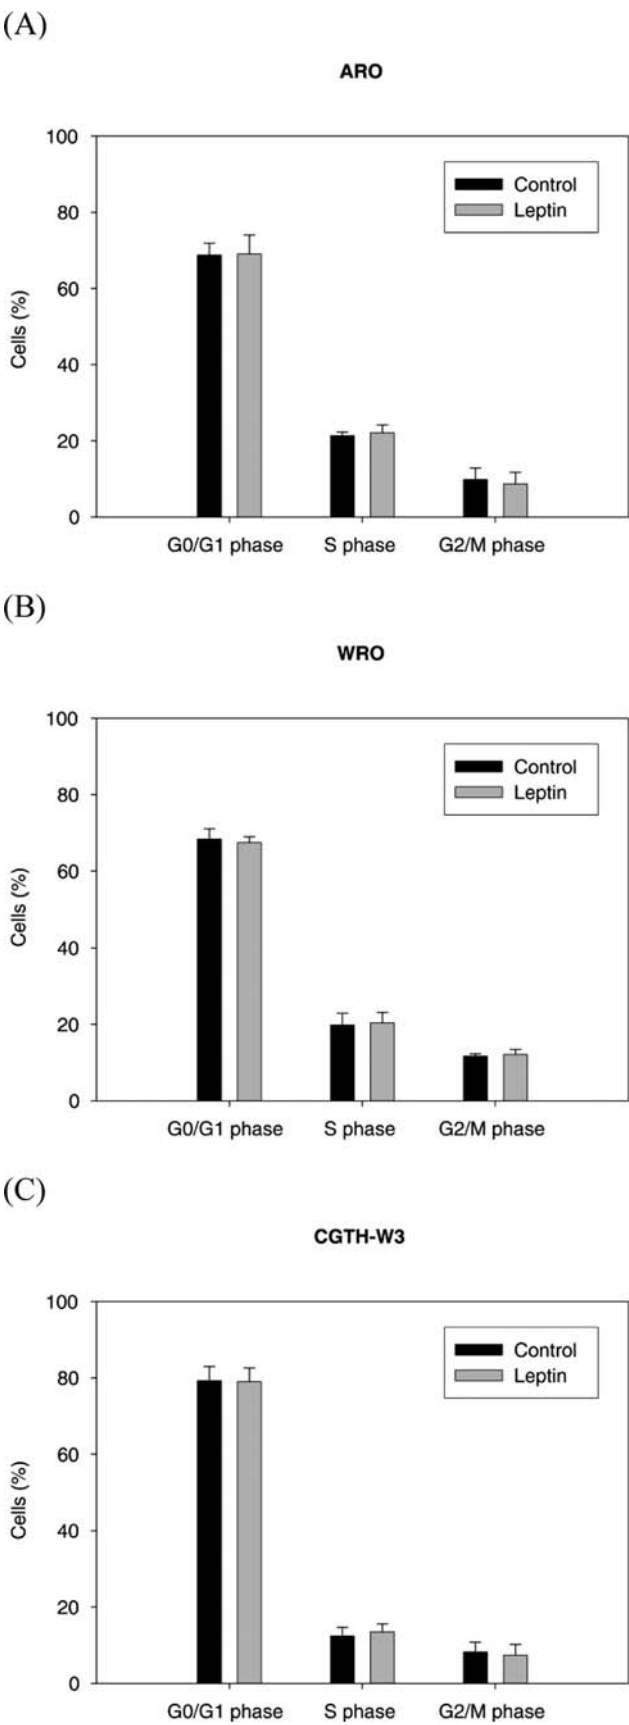 (A)
ARO
100
80
60
40
20
0
Cells (%)
Control
Leptin
G0/G1 phase S phase G2/M phase
(B)
WRO
100
80
60
40
20
0
Cells (%)
Control
Leptin
G0/G1 phase S phase G2/M phase
(C)
CGTH-W3
100
80
60
40
20
0
Cells (%)
Control
Leptin
G0/G1 phase S phase G2/M phase